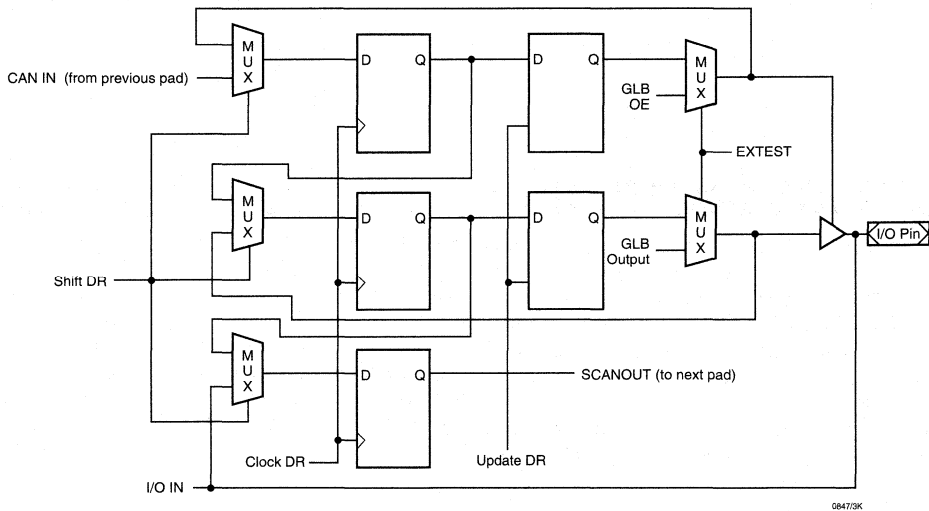 MUX
D Q
D Q
MUX
CAN IN (from previous pad)
GLB
OE
EXTEST
MUX
D Q
D Q
MUX
GLB
Output
I/O Pin
Shift DR
MUX
D Q
SCANOUT (to next pad)
Clock DR
Update DR
I/O IN
0847/3K